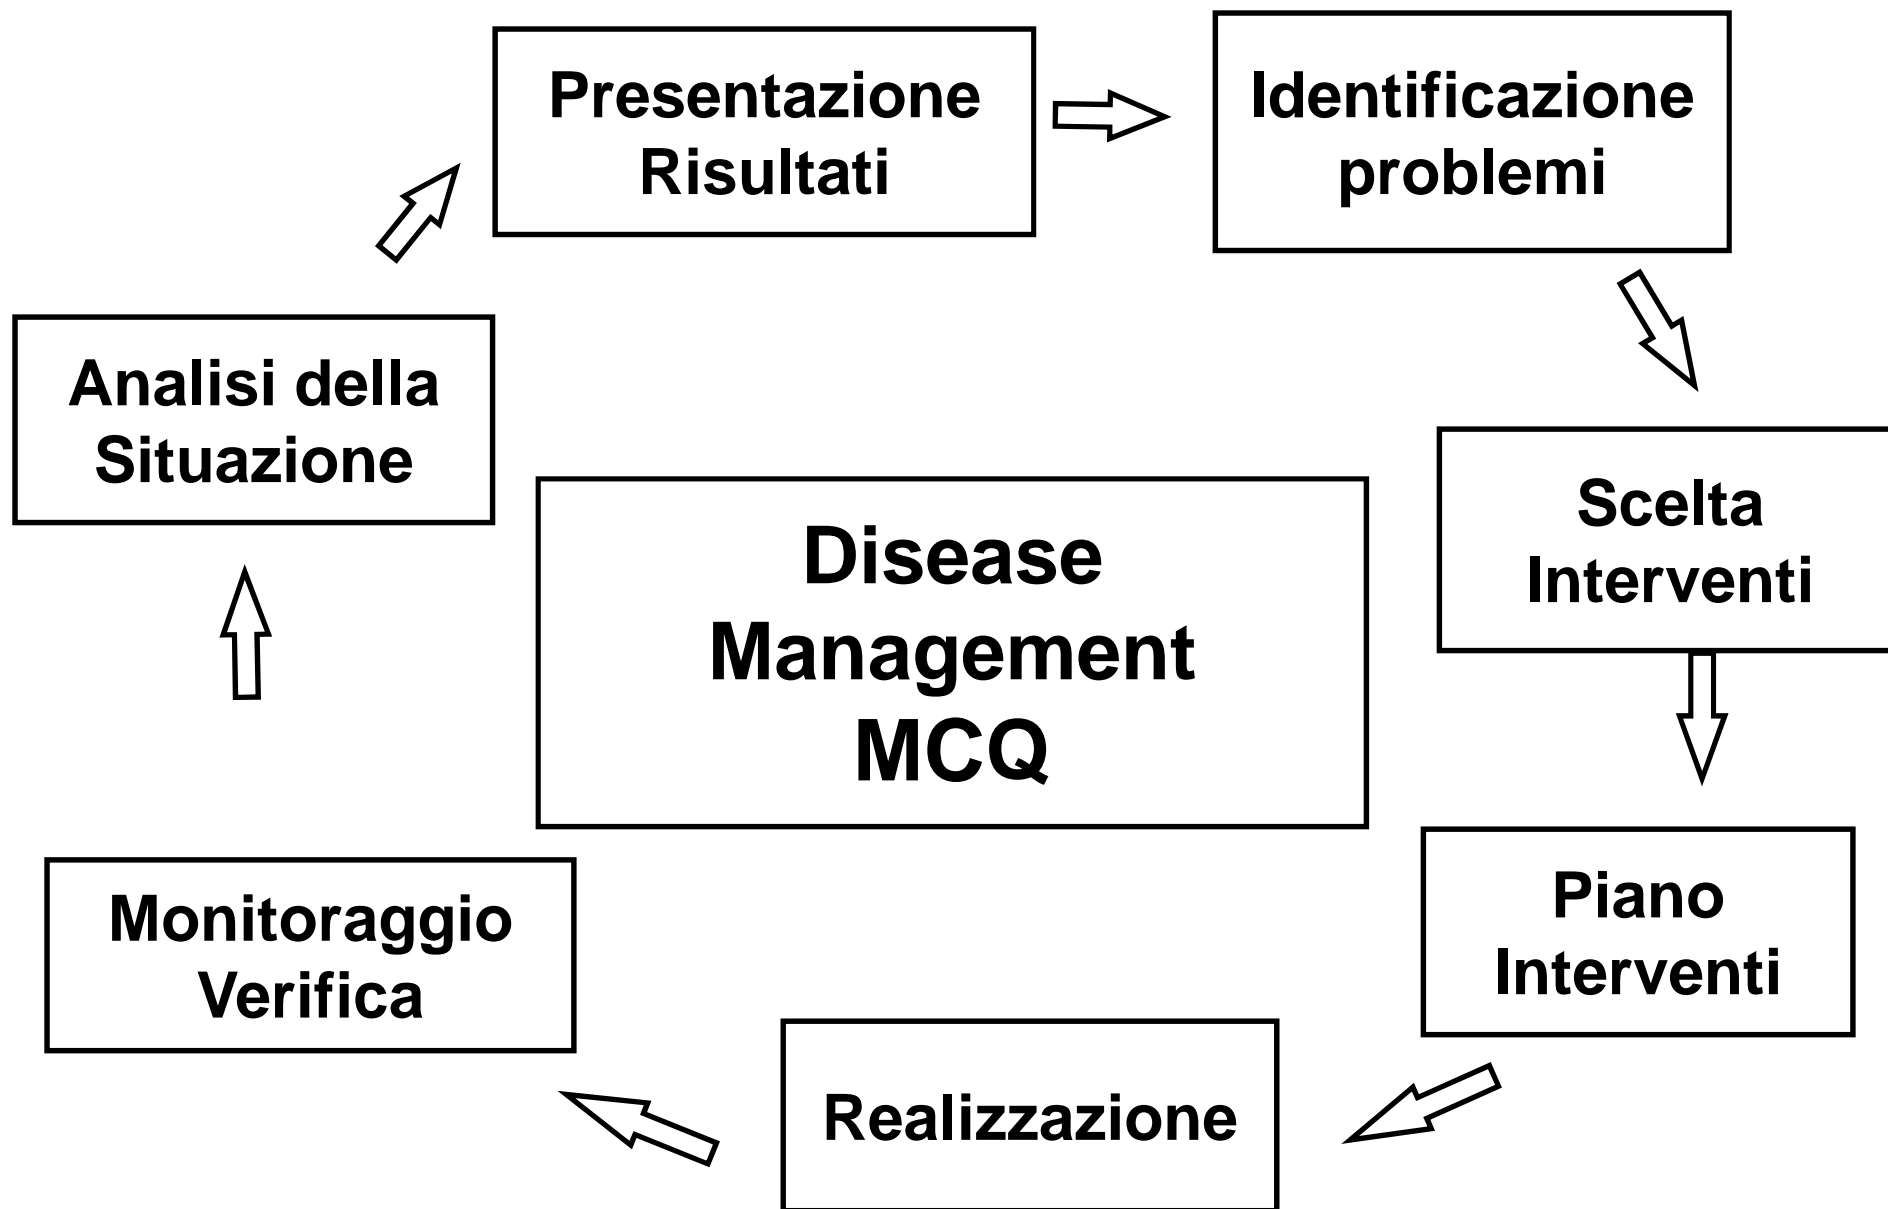 Presentazione
Risultati
Identificazione
problemi
Analisi della
Situazione
Scelta
Interventi
Disease
Management
MCQ
Piano
Interventi
Monitoraggio
Verifica
Realizzazione